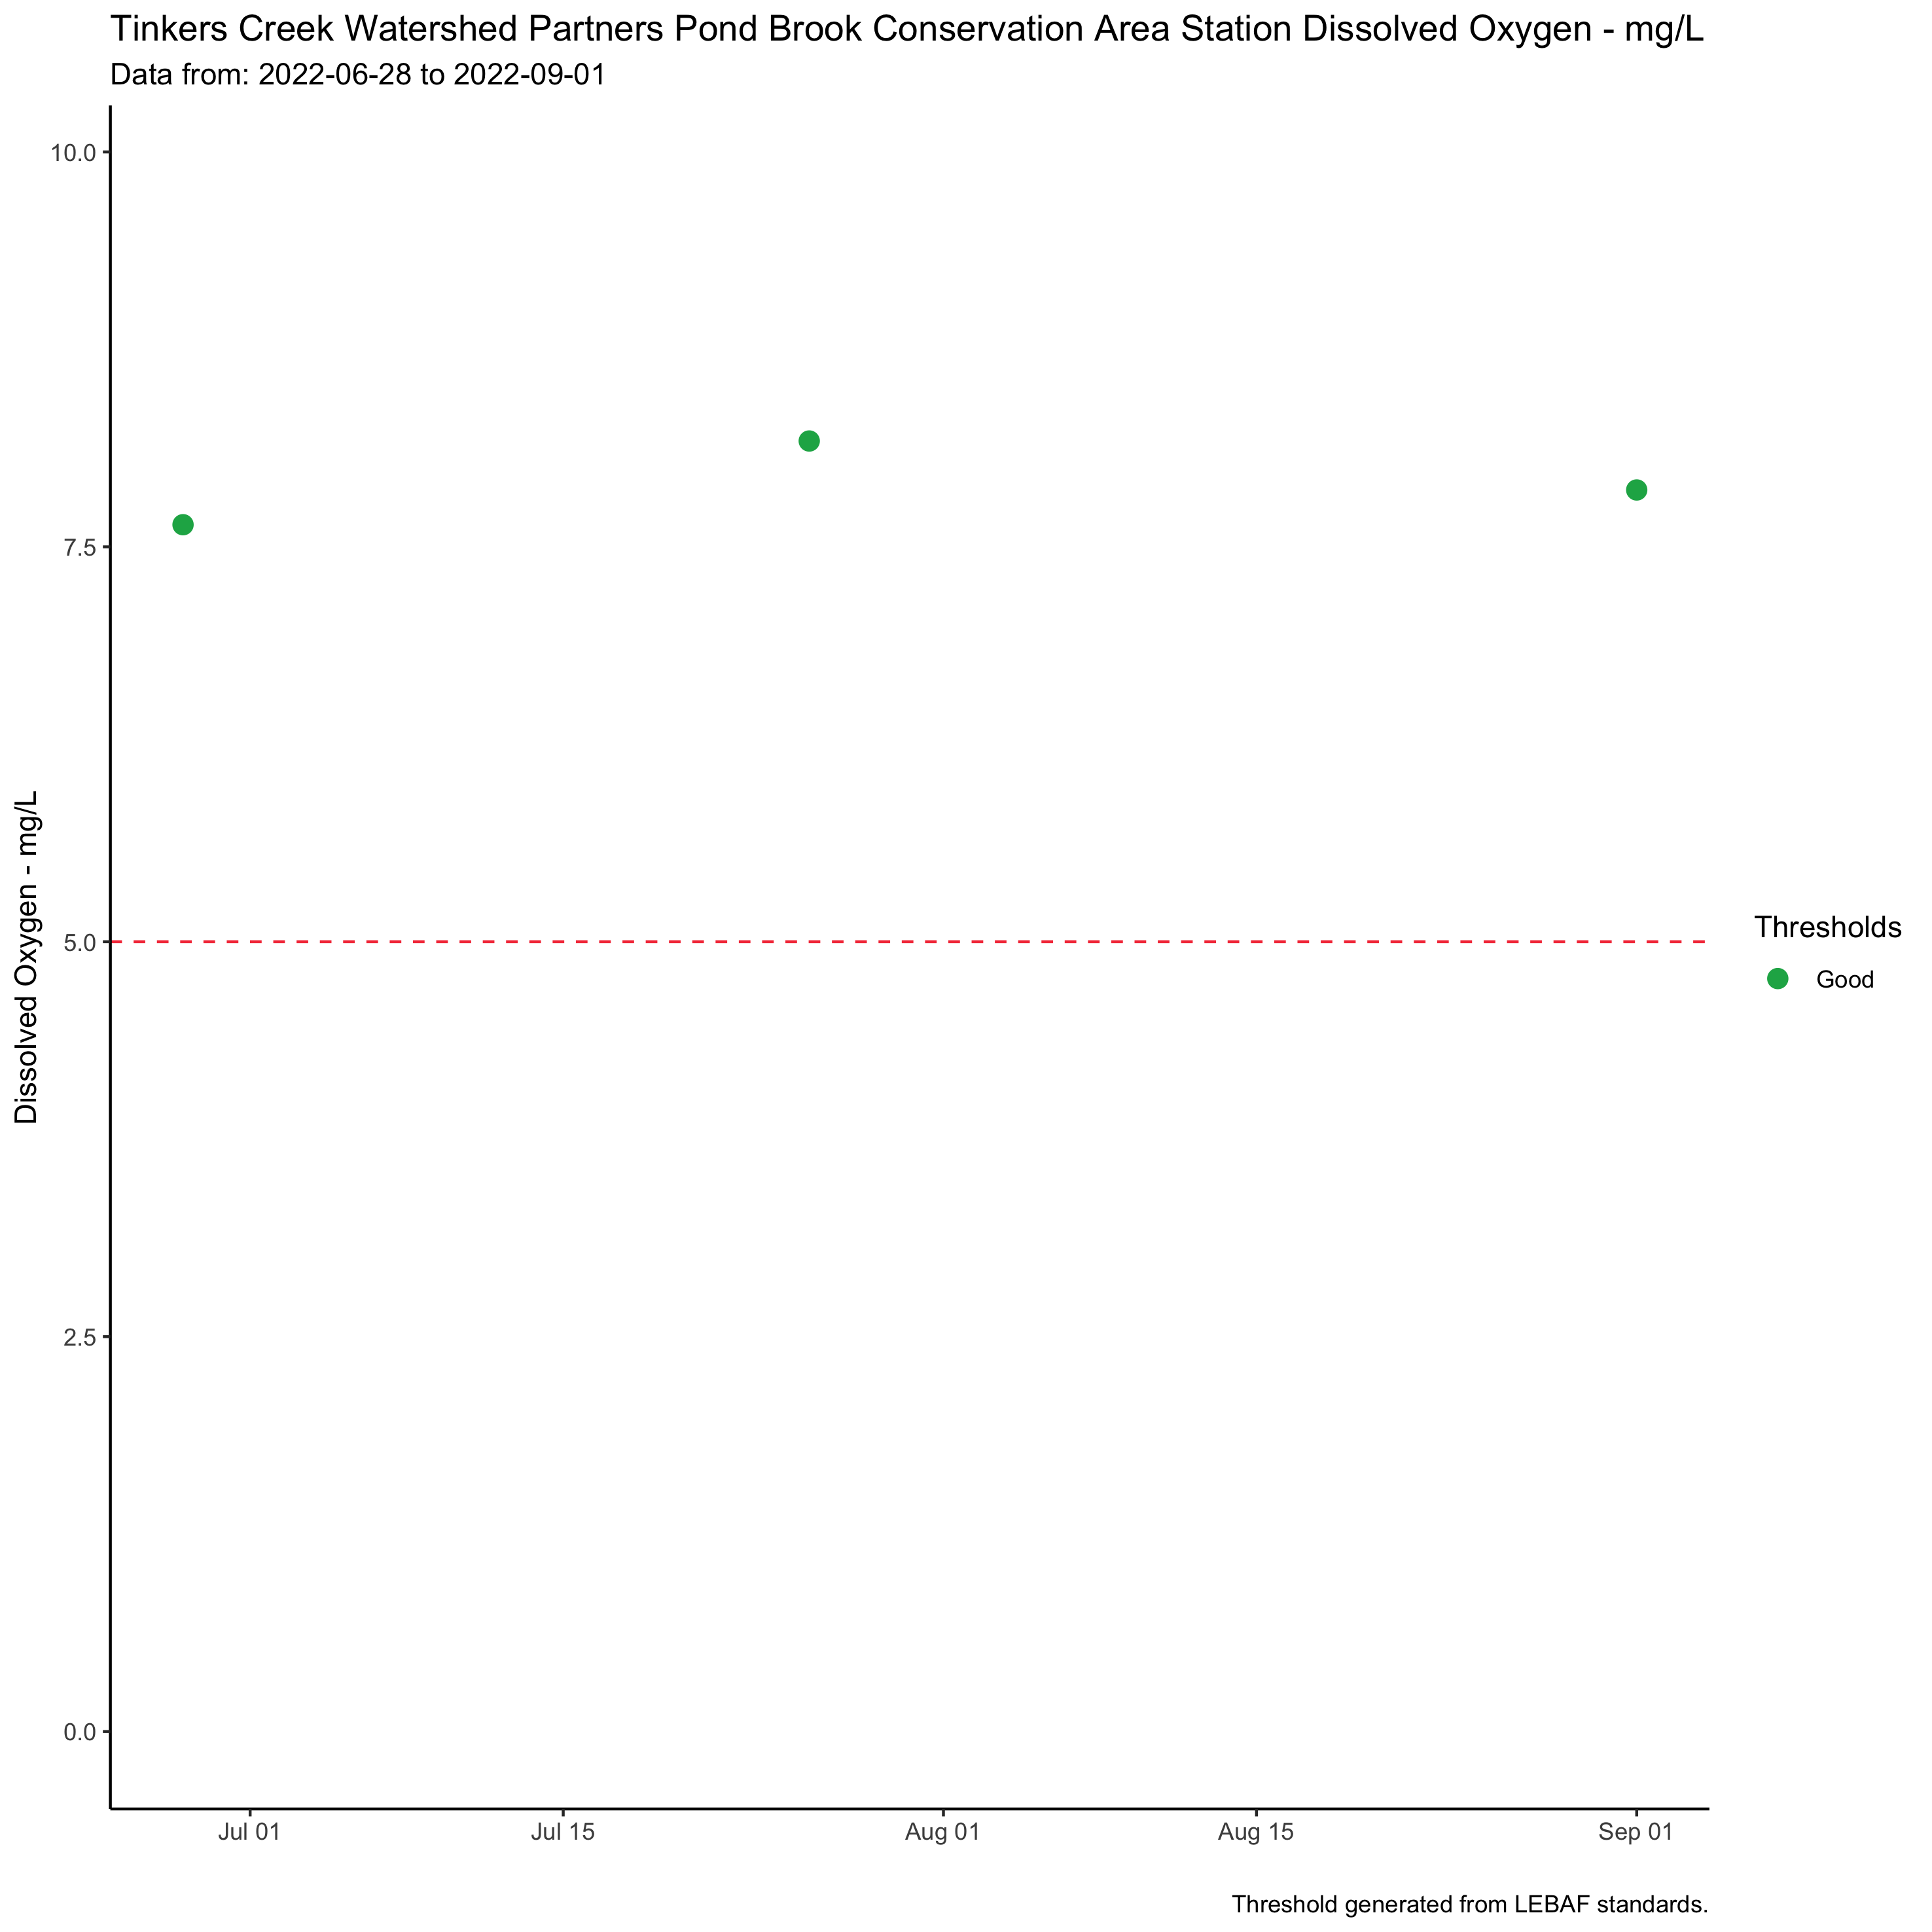 Tinkers Creek Watershed Partners Pond Brook Conservation Area Station Dissolved Oxygen - mg/L
Data from: 2022-06-28 to 2022-09-01
Dissolved Oxygen - mg/L
10.0
7.5
5.0
2.5
0.0
Jul 01
Jul 15
Aug 01
Aug 15
Sep 01
Thresholds
Good
Threshold generated from LEBAF standards.